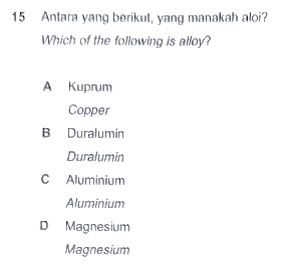 15 Antara yang berikut, yang manakah aloi?
Which of the following is alloy?
A Kuprum
Copper
B Duralumin
Duralumin
C Aluminium
Aluminium
D Magnesium
Magnesium